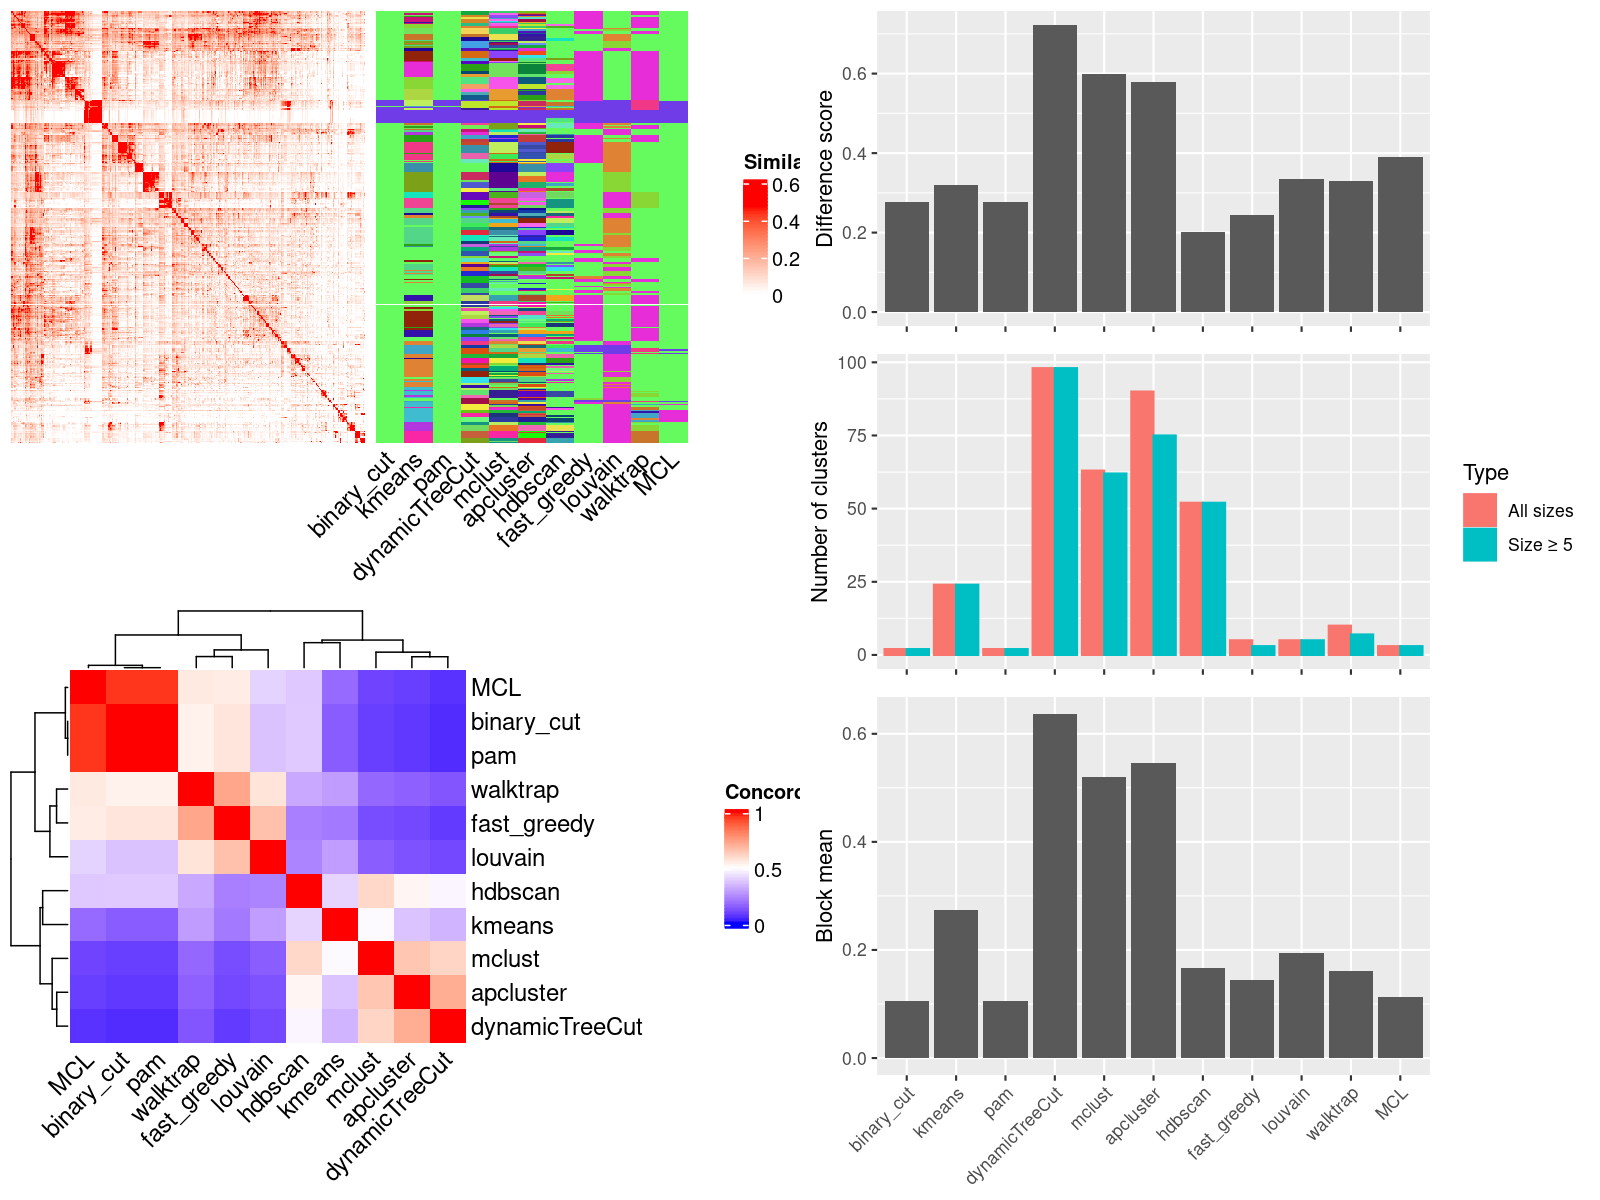 Simila
0.6
0.4
0.2
0
binary_cut
kmeans
pam
dynamicTreeCut
mclust
apcluster
hdbscan
fast_greedy
louvain
walktrap
MCL
MCL
binary_cut
pam
walktrap
fast_greedy
louvain
hdbscan
kmeans
mclust
apcluster
dynamicTreeCut
MCL
binary_cut
pam
walktrap
fast_greedy
louvain
hdbscan
kmeans
mclust
apcluster
dynamicTreeCut
Concord
1
0.5
0
Difference score
0.6
0.4
0.2
0.0
Number of clusters
100
75
50
25
0
Type
All sizes
Size ≥ 5
Block mean
0.6
0.4
0.2
0.0
binary_cut
kmeans
pam
dynamicTreeCut
mclust
apcluster
hdbscan
fast_greedy
louvain
walktrap
MCL